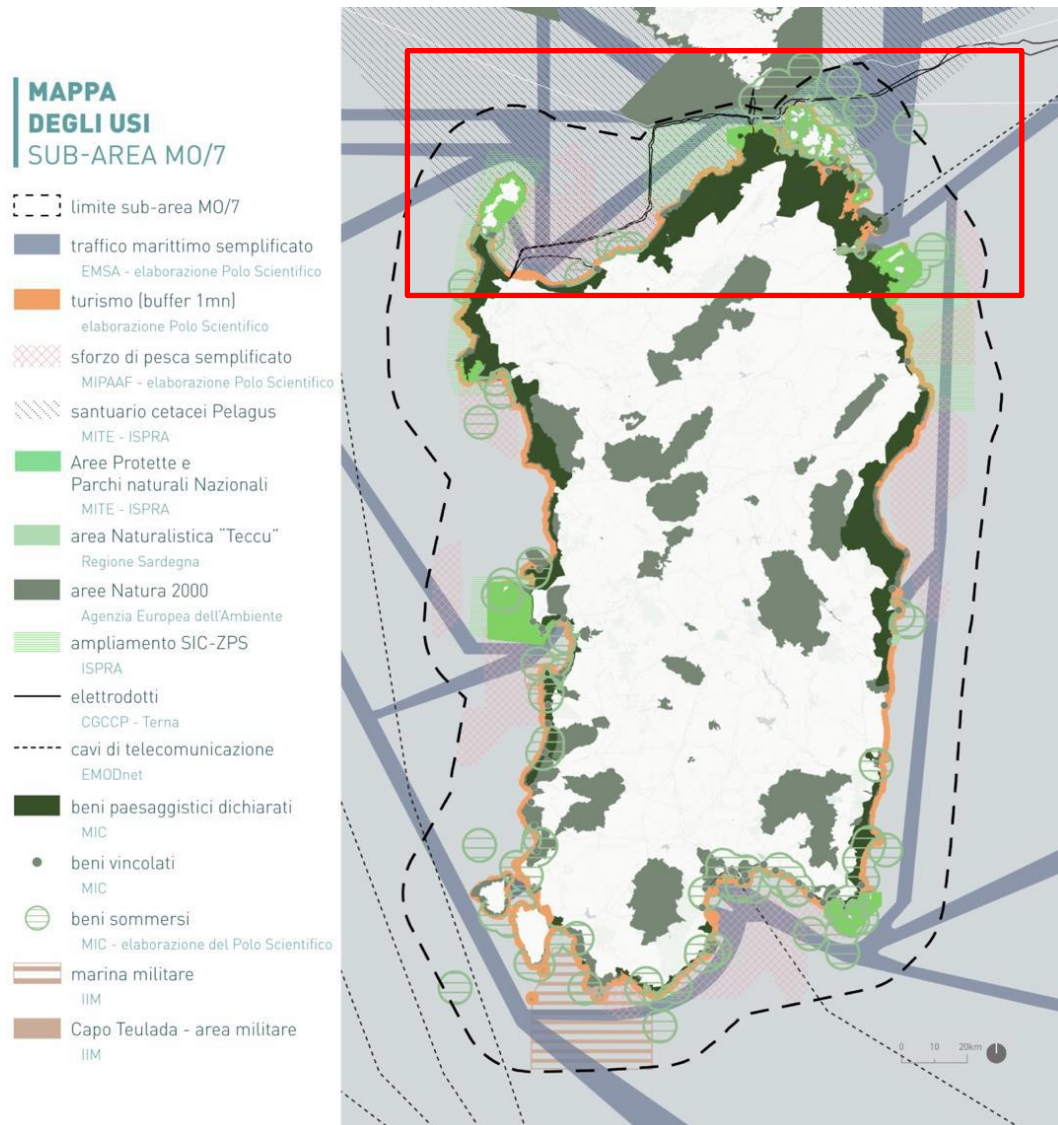 MAPPA
DEGLI USI
SUB-AREA MO/7
limite sub-area MO/7
traffico marittimo semplificato
EMSA - elaborazione Polo Scientifico
turismo (buffer 1mn)
elaborazione Polo Scientifico
sforzo di pesca semplificato
MIPAAF - elaborazione Polo Scientifico
santuario cetacei Pelagus
MITE - ISPRA
Aree Protette e
Parchi naturali Nazionali
MITE - ISPRA
area Naturalistica "Teccu"
Regione Sardegna
aree Natura 2000
Agenzia Europea dell'Ambiente
ampliamento SIC-ZPS
ISPRA
elettrodotti
CGCCP - Terna
cavi di telecomunicazione
EMODnet
beni paesaggistici dichiarati
MIC
beni vincolati
MIC
beni sommersi
MIC - elaborazione del Polo Scientifico
marina militare
IIM
Capo Teulada - area militare
IIM
0 10 20km